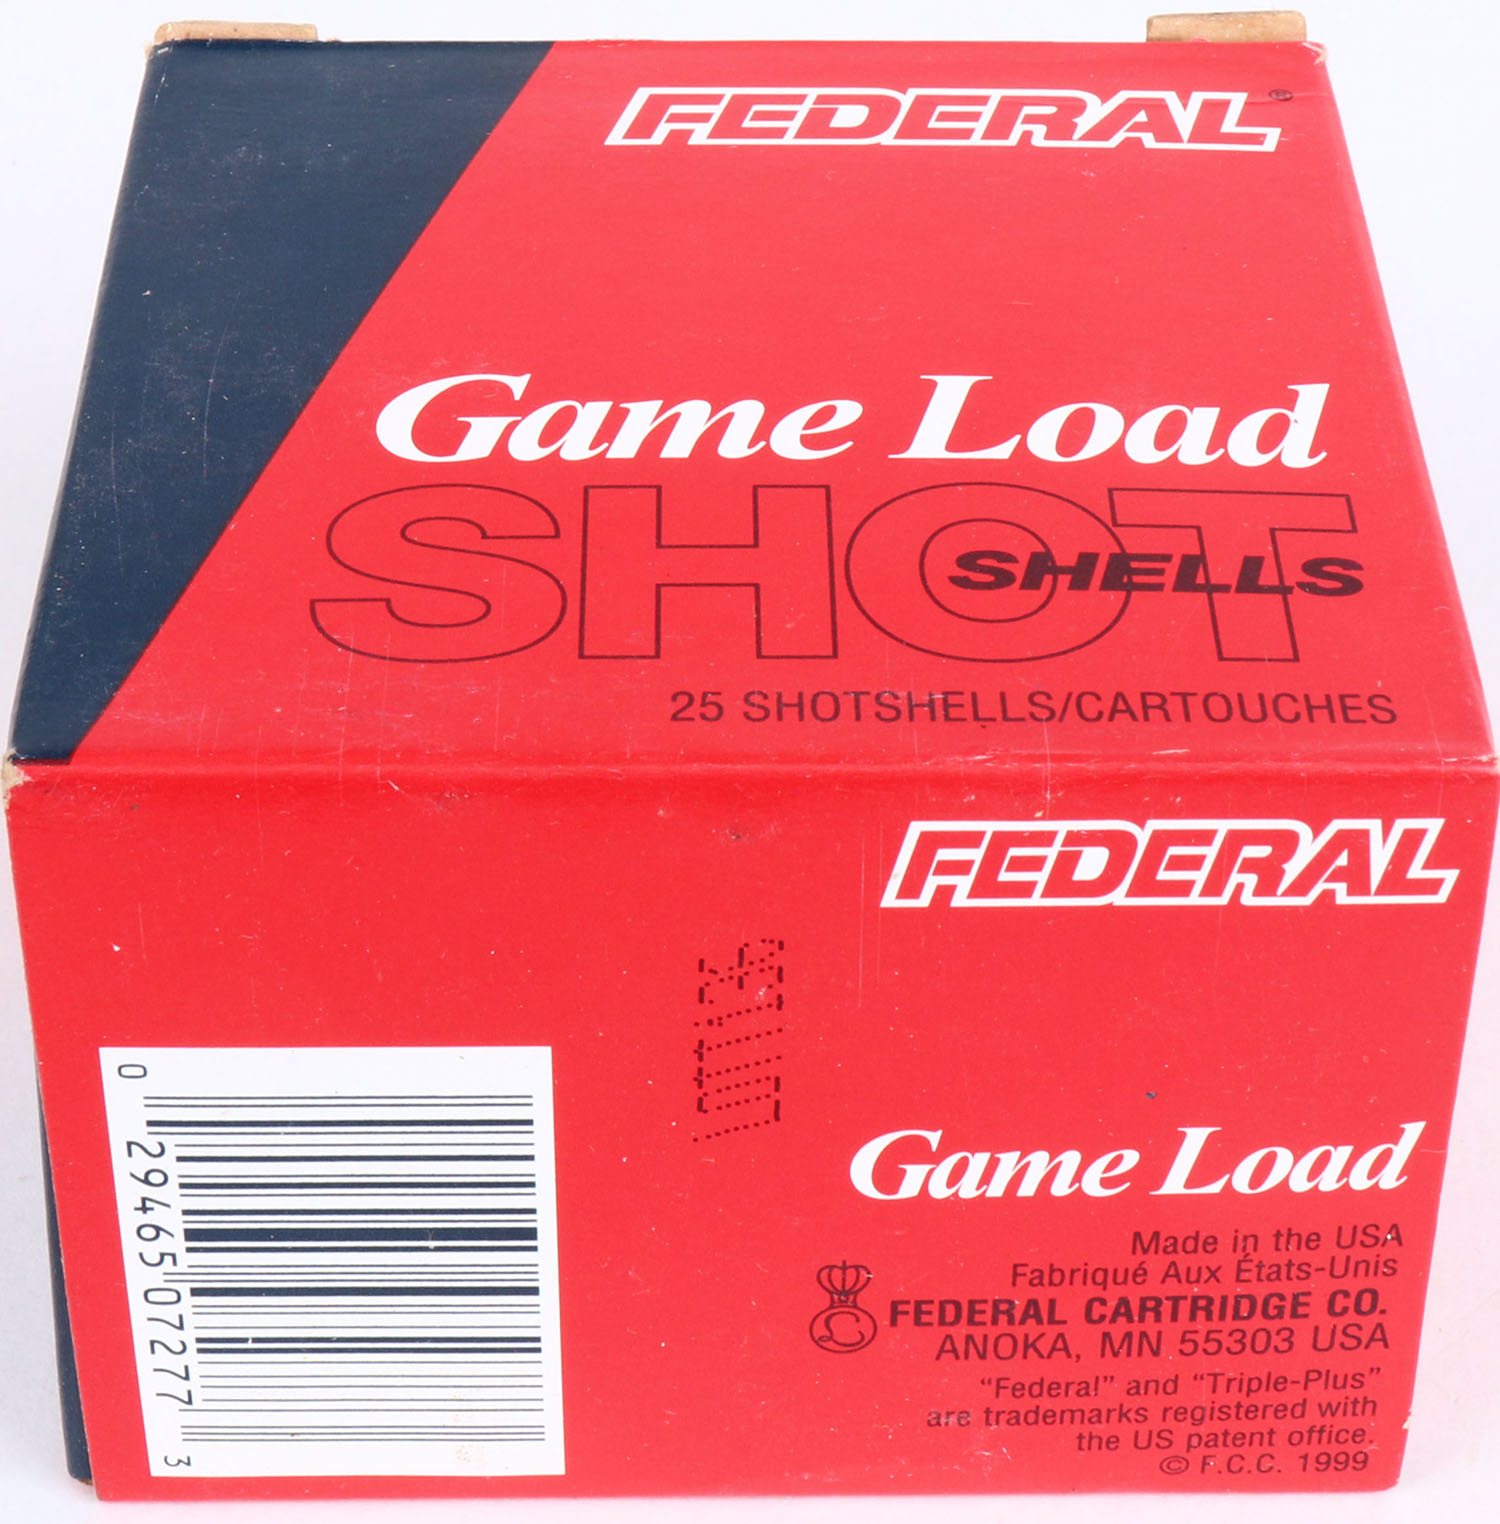 FEDERAL®
Game Load
SHOT
SHELLS
25 SHOTSHELLS/CARTOUCHES
FEDERAL
Game Load
Made in the USA
Fabriqué Aux États-Unis
FEDERAL CARTRIDGE CO.
ANOKA, MN 55303 USA
"Federal" and "Triple-Plus"
are trademarks registered with
the US patent office.
© F.C.C. 1999
0 29465 07277 3